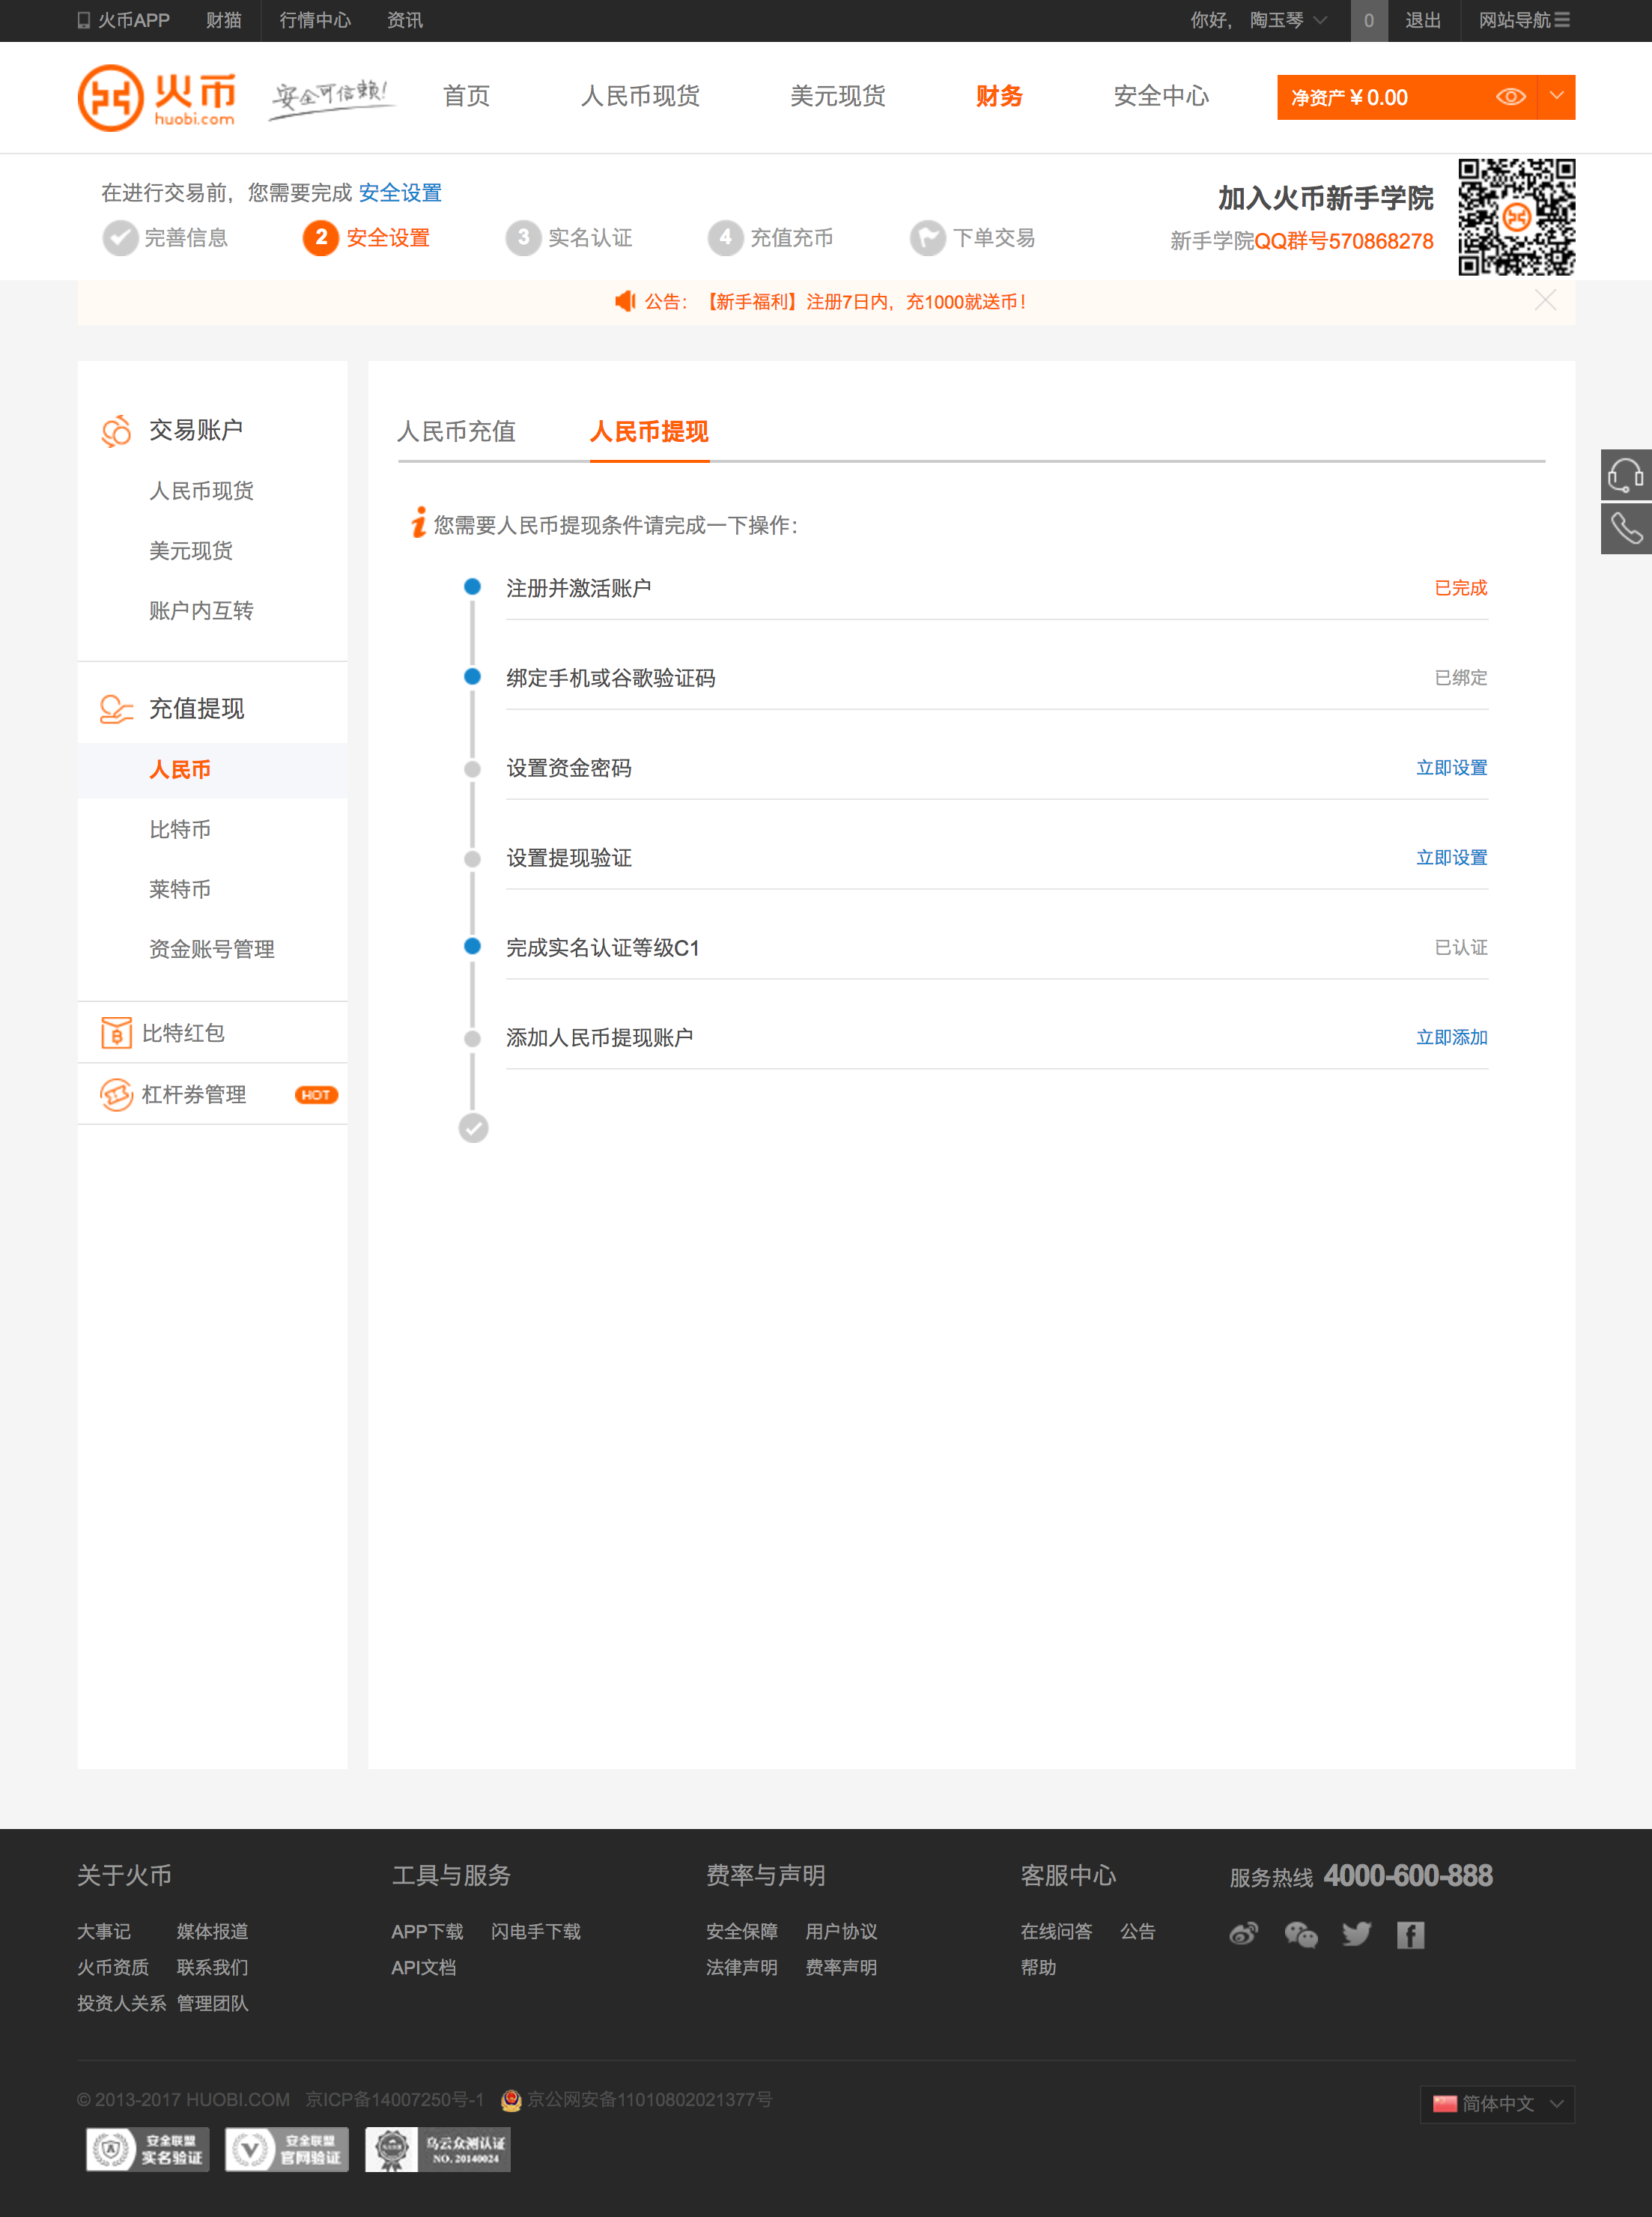 火币APP 财猫 行情中心 资讯 你好, 陶玉琴 0 退出 网站导航
火币 huobi.com 安全可信赖! 首页 人民币现货 美元现货 财务 安全中心 净资产￥0.00
在进行交易前，您需要完成 安全设置
完善信息 2 安全设置 3 实名认证 4 充值充币 下单交易
加入火币新手学院
新手学院QQ群号570868278
公告：【新手福利】注册7日内，充1000就送币！
交易账户
人民币现货
美元现货
账户内互转
充值提现
人民币
比特币
莱特币
资金账号管理
比特红包
杠杆券管理 HOT
人民币充值 人民币提现
您需要人民币提现条件请完成一下操作：
注册并激活账户 已完成
绑定手机或谷歌验证码 已绑定
设置资金密码 立即设置
设置提现验证 立即设置
完成实名认证等级C1 已认证
添加人民币提现账户 立即添加
关于火币
大事记 媒体报道
火币资质 联系我们
投资人关系 管理团队
工具与服务
APP下载 闪电手下载
API文档
费率与声明
安全保障 用户协议
法律声明 费率声明
客服中心
在线问答 公告
帮助
服务热线 4000-600-888
© 2013-2017 HUOBI.COM 京ICP备14007250号-1 京公网安备11010802021377号
简体中文
安全联盟 实名验证
安全联盟 官网验证
乌云众测认证 NO. 20140024